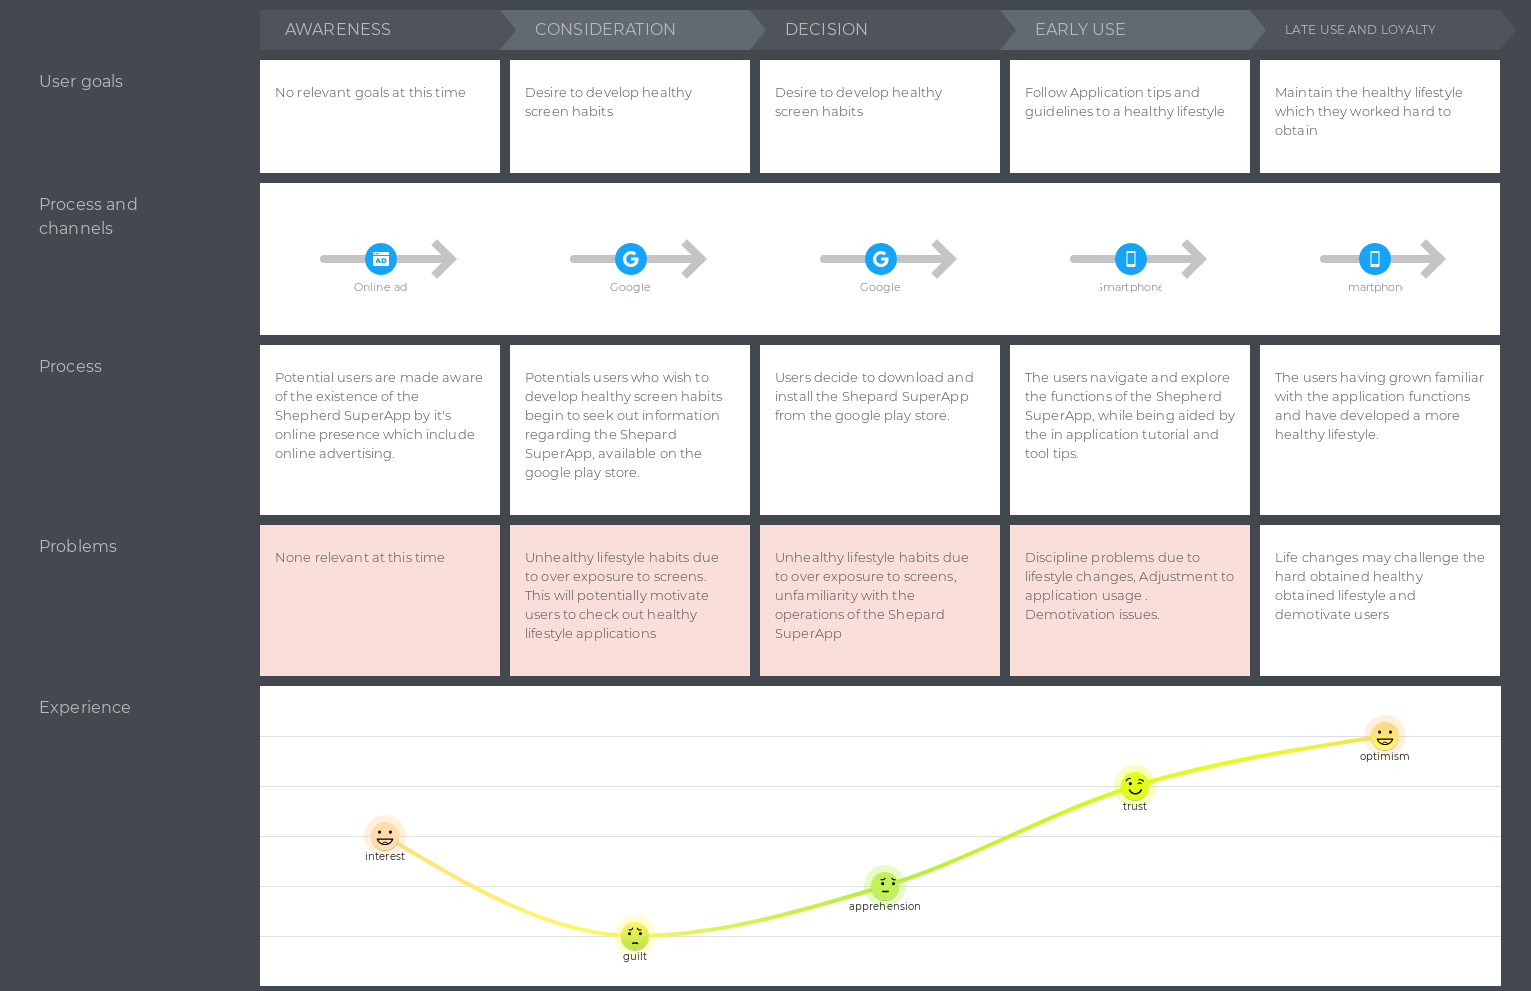 AWARENESS
CONSIDERATION
DECISION
EARLY USE
LATE USE AND LOYALTY
User goals
No relevant goals at this time
Desire to develop healthy
screen habits
Desire to develop healthy
screen habits
Follow Application tips and
guidelines to a healthy lifestyle
Maintain the healthy lifestyle
which they worked hard to
obtain
Process and
channels
AD
Online ad
G
Google
G
Google
Smartphone
martphon
Process
Potential users are made aware
of the existence of the
Shepherd SuperApp by it's
online presence which include
online advertising.
Potentials users who wish to
develop healthy screen habits
begin to seek out information
regarding the Shepard
SuperApp, available on the
google play store.
Users decide to download and
install the Shepard SuperApp
from the google play store.
The users navigate and explore
the functions of the Shepherd
SuperApp, while being aided by
the in application tutorial and
tool tips.
The users having grown familiar
with the application functions
and have developed a more
healthy lifestyle.
Problems
None relevant at this time
Unhealthy lifestyle habits due
to over exposure to screens.
This will potentially motivate
users to check out healthy
lifestyle applications
Unhealthy lifestyle habits due
to over exposure to screens,
unfamiliarity with the
operations of the Shepard
SuperApp
Discipline problems due to
lifestyle changes, Adjustment to
application usage .
Demotivation issues.
Life changes may challenge the
hard obtained healthy
obtained lifestyle and
demotivate users
Experience
interest
guilt
apprehension
trust
optimism